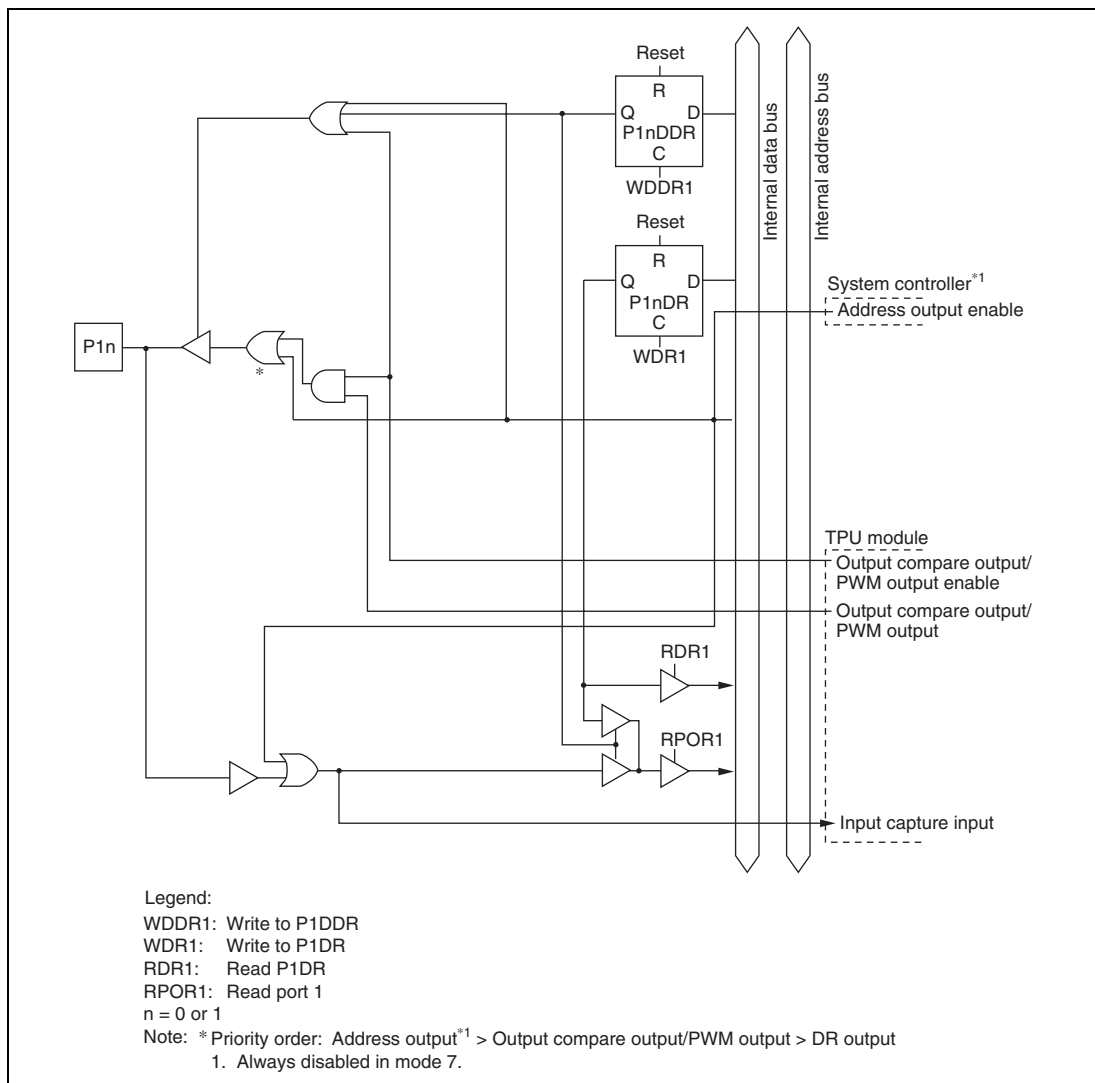 Reset
R
Q D
P1nDDR
C
WDDR1
Reset
R
Q D
P1nDR
C
WDR1
Internal data bus
Internal address bus
System controller*1
Address output enable
P1n
*
TPU module
Output compare output/
PWM output enable
Output compare output/
PWM output
RDR1
RPOR1
Input capture input
Legend:
WDDR1: Write to P1DDR
WDR1: Write to P1DR
RDR1: Read P1DR
RPOR1: Read port 1
n = 0 or 1
Note: * Priority order: Address output*1 > Output compare output/PWM output > DR output
1. Always disabled in mode 7.